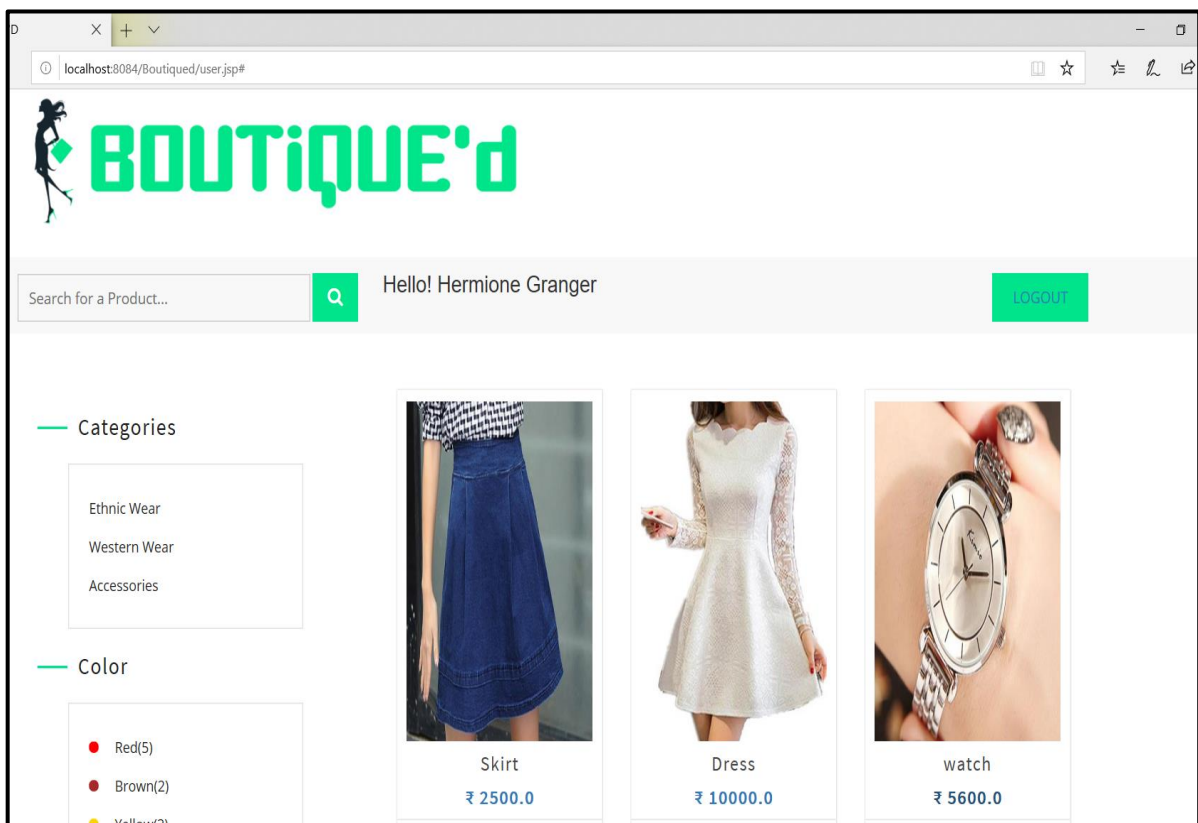 D
localhost:8084/Boutiqued/user.jsp#
BOUTiQUE'd
Search for a Product...
Hello! Hermione Granger
LOGOUT
Categories
Ethnic Wear
Western Wear
Accessories
Color
Red(5)
Brown(2)
Kimio
Skirt
₹ 2500.0
Dress
₹ 10000.0
watch
₹ 5600.0